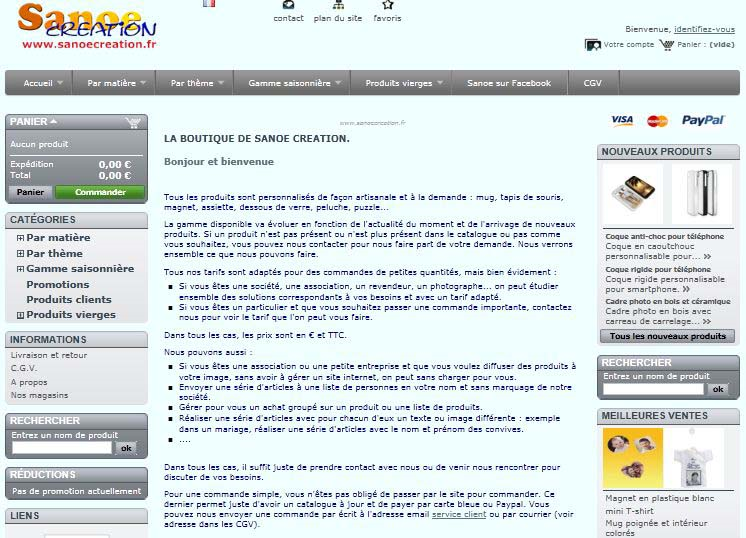 Sanoe
CREATION
www.sanoecreation.fr
contact
plan du site
favoris
Bienvenue, identifiez-vous
Votre compte
Panier : (vide)
Accueil
Par matière
Par thème
Gamme saisonnière
Produits vierges
Sanoe sur Facebook
CGV
PANIER
Aucun produit
Expédition 0,00 €
Total 0,00 €
Panier
Commander
CATÉGORIES
Par matière
Par thème
Gamme saisonnière
Promotions
Produits clients
Produits vierges
INFORMATIONS
Livraison et retour
C.G.V.
A propos
Nos magasins
RECHERCHER
Entrez un nom de produit
ok
RÉDUCTIONS
Pas de promotion actuellement
LIENS
www.sanoecreation.fr
LA BOUTIQUE DE SANOE CREATION.
Bonjour et bienvenue
Tous les produits sont personnalisés de façon artisanale et à la demande : mug, tapis de souris,
magnet, assiette, dessous de verre, peluche, puzzle...
La gamme disponible va évoluer en fonction de l'actualité du moment et de l'arrivage de nouveaux
produits. Si un produit n'est pas présent ou n'est plus présent dans le catalogue ou pas comme
vous souhaitez, vous pouvez nous contacter pour nous faire part de votre demande. Nous verrons
ensemble ce que nous pouvons faire.
Tous nos tarifs sont adaptés pour des commandes de petites quantités, mais bien évidement :
Si vous êtes une société, une association, un revendeur, un photographe... on peut étudier
ensemble des solutions correspondants à vos besoins et avec un tarif adapté.
Si vous êtes un particulier et que vous souhaitez passer une commande importante, contactez
nous pour voir le tarif que l'on peut vous faire.
Dans tous les cas, les prix sont en € et TTC.
Nous pouvons aussi :
Si vous êtes une association ou une petite entreprise et que vous voulez diffuser des produits à
votre image, sans avoir à gérer un site internet, on peut sans charger pour vous.
Envoyer une série d'articles à une liste de personnes en votre nom et sans marquage de notre
société.
Gérer pour vous un achat groupé sur un produit ou une liste de produits.
Réaliser une série d'articles avec pour chacun d'eux un texte ou image différente : exemple
dans un mariage, réaliser une série d'articles avec le nom et prénom des convives.
....
Dans tous les cas, il suffit juste de prendre contact avec nous ou de venir nous rencontrer pour
discuter de vos besoins.
Pour une commande simple, vous n'êtes pas obligé de passer par le site pour commander. Ce
dernier permet juste d'avoir un catalogue à jour et de payer par carte bleue ou Paypal. Vous
pouvez nous envoyer une commande par écrit à l'adresse email service client ou par courrier (voir
adresse dans les CGV).
VISA MasterCard PayPal
NOUVEAUX PRODUITS
Coque anti-choc pour téléphone
Coque en caoutchouc
personnalisable pour...
Coque rigide pour téléphone
Coque rigide personnalisable
pour smartphone.
Cadre photo en bois et céramique
Cadre photo en bois avec
carreau de carrelage...
Tous les nouveaux produits
RECHERCHER
Entrez un nom de produit
ok
MEILLEURES VENTES
Magnet en plastique blanc
mini T-shirt
Mug poignée et intérieur
colorés